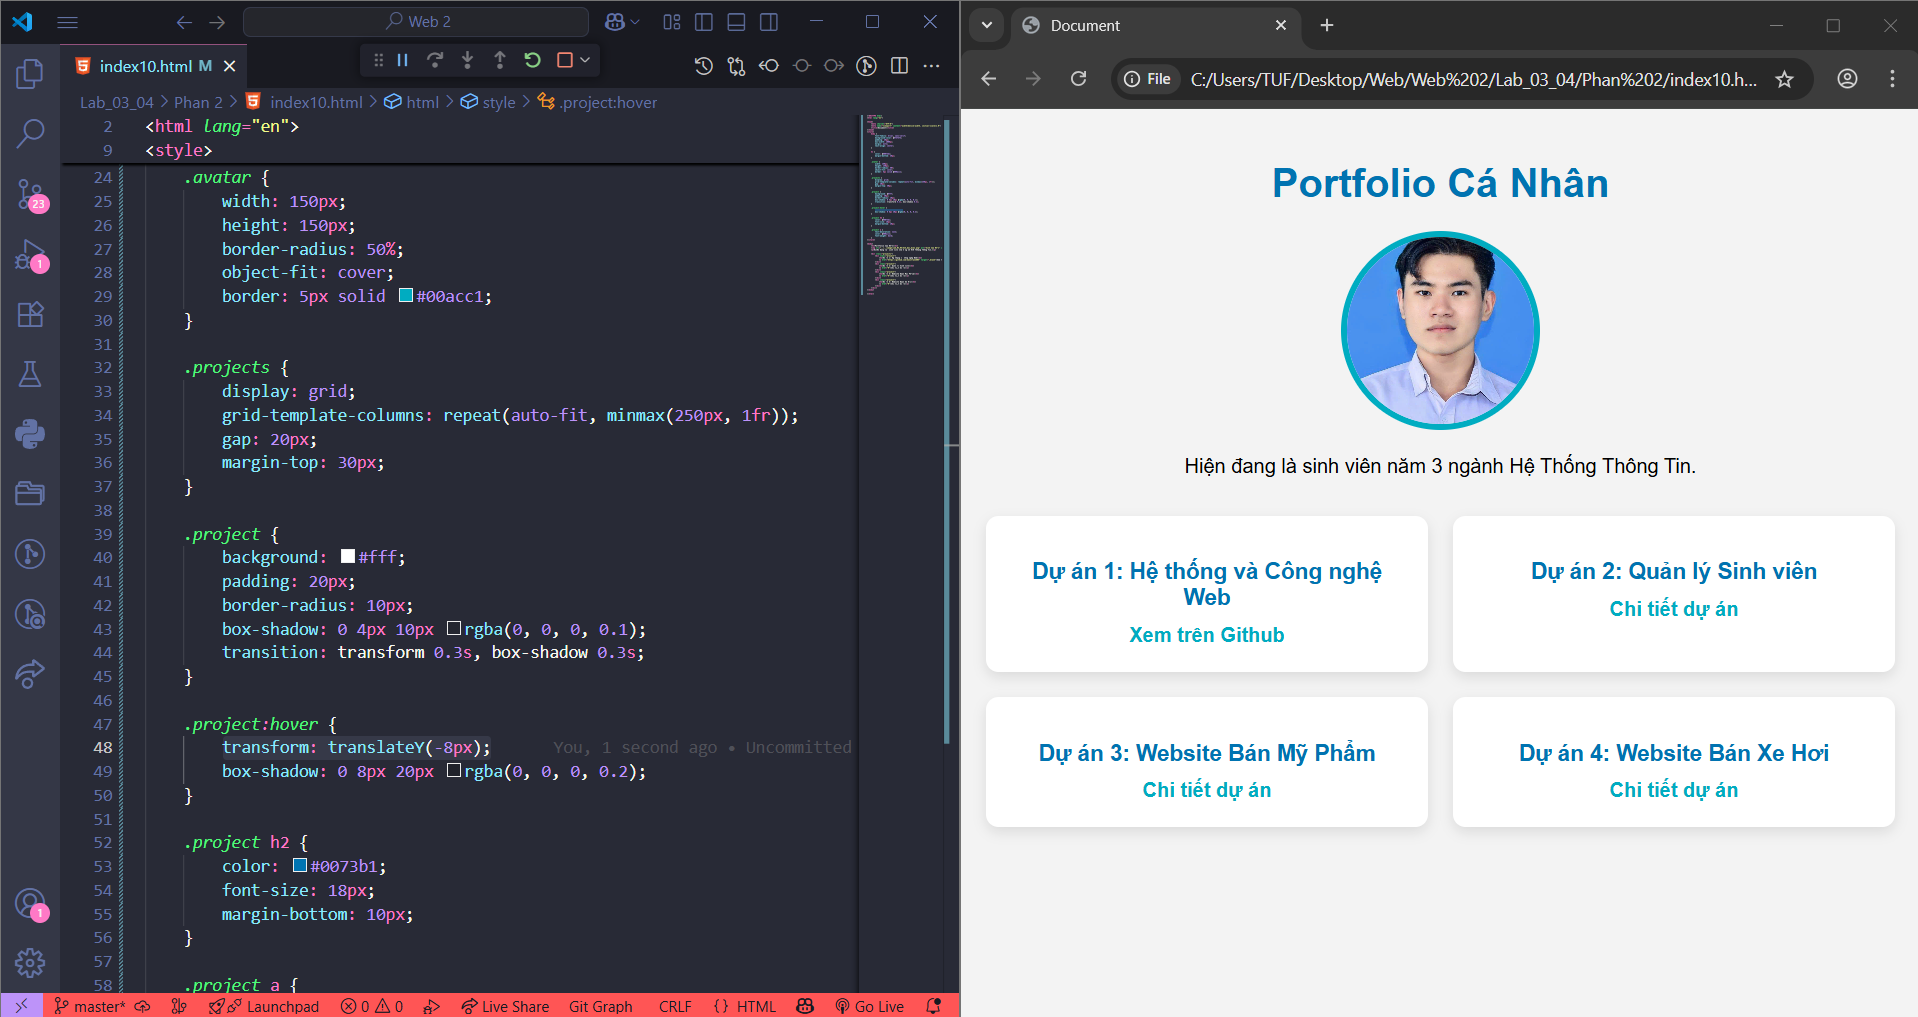 Web 2
index10.html M
Lab_03_04 > Phan 2 > index10.html > html > style > .project:hover
2 <html lang="en">
9 <style>
24 .avatar {
25 width: 150px;
26 height: 150px;
27 border-radius: 50%;
28 object-fit: cover;
29 border: 5px solid #00acc1;
30 }
31
32 .projects {
33 display: grid;
34 grid-template-columns: repeat(auto-fit, minmax(250px, 1fr));
35 gap: 20px;
36 margin-top: 30px;
37 }
38
39 .project {
40 background: #fff;
41 padding: 20px;
42 border-radius: 10px;
43 box-shadow: 0 4px 10px rgba(0, 0, 0, 0.1);
44 transition: transform 0.3s, box-shadow 0.3s;
45 }
46
47 .project:hover {
48 transform: translateY(-8px); You, 1 second ago • Uncommitted
49 box-shadow: 0 8px 20px rgba(0, 0, 0, 0.2);
50 }
51
52 .project h2 {
53 color: #0073b1;
54 font-size: 18px;
55 margin-bottom: 10px;
56 }
57
58 .project a {
23
1
1
master* Launchpad 0 0 Live Share Git Graph CRLF {} HTML Go Live
Document
File C:/Users/TUF/Desktop/Web/Web%202/Lab_03_04/Phan%202/index10.h...
Portfolio Cá Nhân
Hiện đang là sinh viên năm 3 ngành Hệ Thống Thông Tin.
Dự án 1: Hệ thống và Công nghệ
Web
Xem trên Github
Dự án 2: Quản lý Sinh viên
Chi tiết dự án
Dự án 3: Website Bán Mỹ Phẩm
Chi tiết dự án
Dự án 4: Website Bán Xe Hơi
Chi tiết dự án